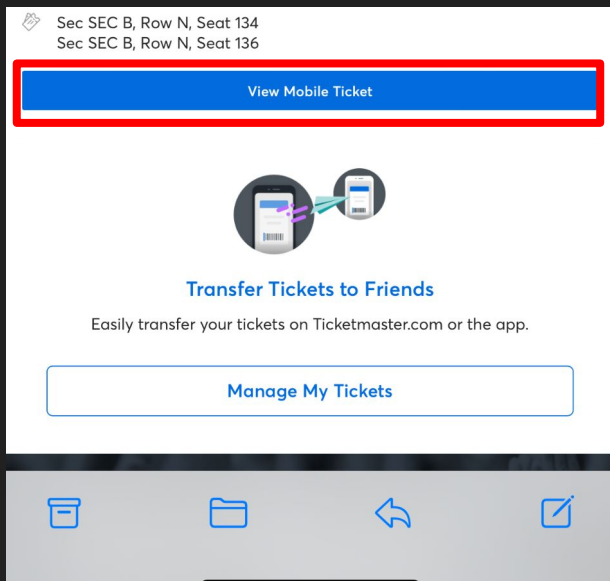 Sec SEC B, Row N, Seat 134
Sec SEC B, Row N, Seat 136
View Mobile Ticket
Transfer Tickets to Friends
Easily transfer your tickets on Ticketmaster.com or the app.
Manage My Tickets